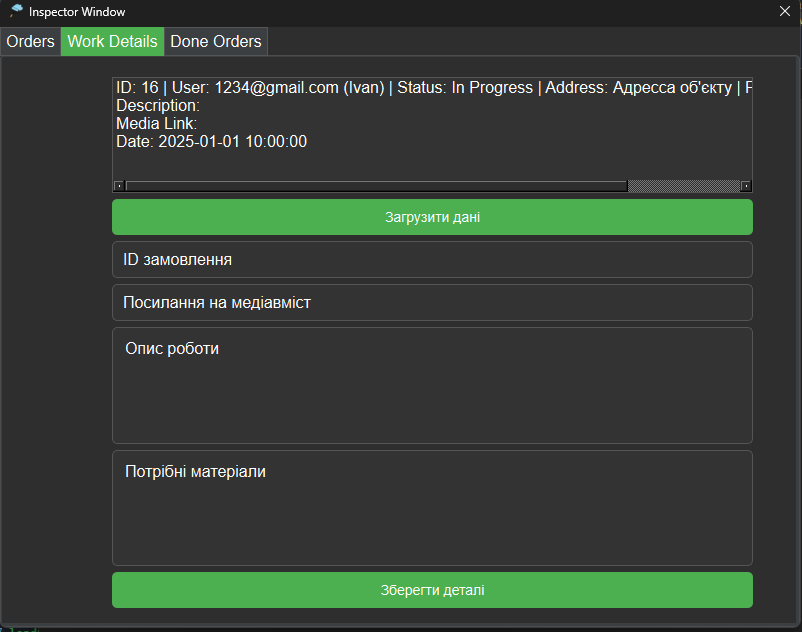 Inspector Window
Orders Work Details Done Orders
ID: 16 | User: 1234@gmail.com (Ivan) | Status: In Progress | Address: Адресса об'єкту |
Description:
Media Link:
Date: 2025-01-01 10:00:00
Загрузити дані
ID замовлення
Посилання на медіавміст
Опис роботи
Потрібні матеріали
Зберегти деталі